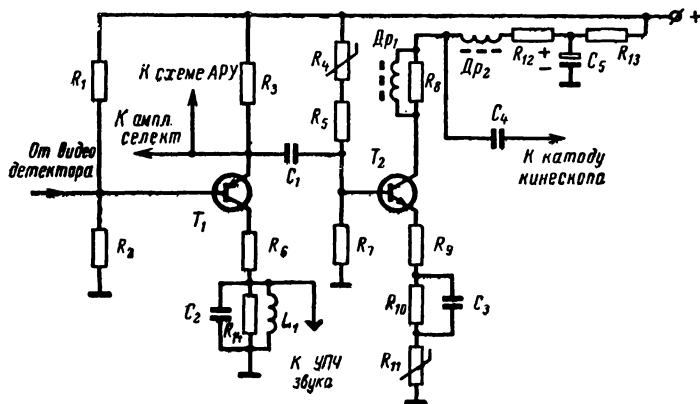 +
Др₁
R₁
К схеме АРУ
R₃
R₄
R₈
Др₂
R₁₂
+
−
C₅
R₁₃
К ампл.
селект
R₅
C₄
От видео
детектора
C₁
T₂
К катоду
кинескопа
T₁
R₂
R₆
R₇
R₉
C₂
R₁₄
L₁
R₁₀
C₃
К УПЧ
звука
R₁₁